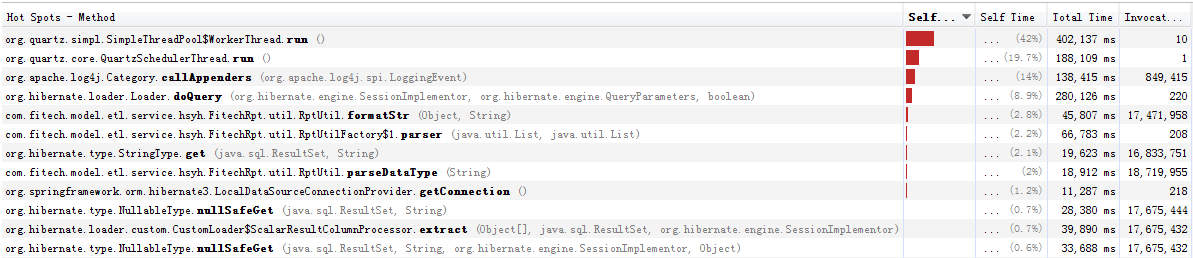 Hot Spots - Method Self... Self Time Total Time Invocat...
org.quartz.simpl.SimpleThreadPool$WorkerThread.run () ... (42%) 402,137 ms 10
org.quartz.core.QuartzSchedulerThread.run () ... (19.7%) 188,109 ms 1
org.apache.log4j.Category.callAppenders (org.apache.log4j.spi.LoggingEvent) ... (14%) 138,415 ms 849,415
org.hibernate.loader.Loader.doQuery (org.hibernate.engine.SessionImplementor, org.hibernate.engine.QueryParameters, boolean) ... (8.9%) 280,126 ms 220
com.fitech.model.etl.service.hsyh.FitechRpt.util.RptUtil.formatStr (Object, String) ... (2.8%) 45,807 ms 17,471,958
com.fitech.model.etl.service.hsyh.FitechRpt.util.RptUtilFactory$1.parser (java.util.List, java.util.List) ... (2.2%) 66,783 ms 208
org.hibernate.type.StringType.get (java.sql.ResultSet, String) ... (2.1%) 19,623 ms 16,833,751
com.fitech.model.etl.service.hsyh.FitechRpt.util.RptUtil.parseDataType (String) ... (2%) 18,912 ms 18,719,955
org.springframework.orm.hibernate3.LocalDataSourceConnectionProvider.getConnection () ... (1.2%) 11,287 ms 218
org.hibernate.type.NullableType.nullSafeGet (java.sql.ResultSet, String) ... (0.7%) 28,380 ms 17,675,444
org.hibernate.loader.custom.CustomLoader$ScalarResultColumnProcessor.extract (Object[], java.sql.ResultSet, org.hibernate.engine.SessionImplementor) ... (0.7%) 39,890 ms 17,675,432
org.hibernate.type.NullableType.nullSafeGet (java.sql.ResultSet, String, org.hibernate.engine.SessionImplementor, Object) ... (0.6%) 33,688 ms 17,675,432